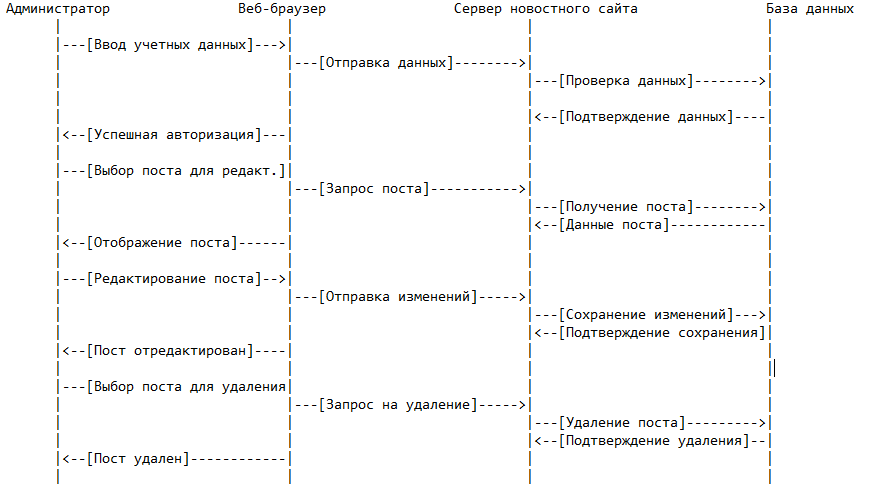 Администратор Веб-браузер Сервер новостного сайта База данных
|---[Ввод учетных данных]--->|
|---[Отправка данных]-------->|
|---[Проверка данных]-------->|
<--[Подтверждение данных]----|
|<--[Успешная авторизация]---|
|---[Выбор поста для редакт.]|
|---[Запрос поста]----------->|
|---[Получение поста]-------->|
<--[Данные поста]------------|
|<--[Отображение поста]------|
|---[Редактирование поста]-->|
|---[Отправка изменений]----->|
|---[Сохранение изменений]--->|
<--[Подтверждение сохранения]|
|<--[Пост отредактирован]----|
|---[Выбор поста для удаления|
|---[Запрос на удаление]----->|
|---[Удаление поста]--------->|
<--[Подтверждение удаления]--|
|<--[Пост удален]------------|